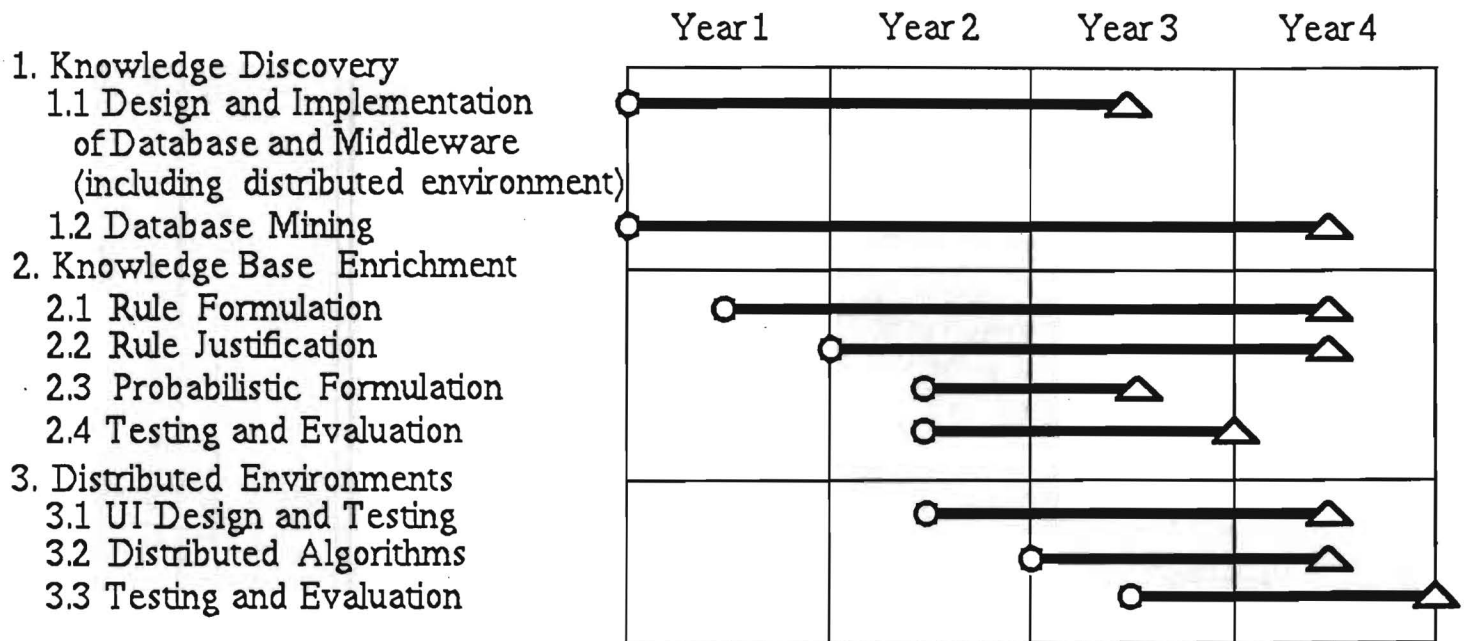 Year 1 Year 2 Year 3 Year 4
1. Knowledge Discovery
1.1 Design and Implementation
of Database and Middleware
(including distributed environment)
1.2 Database Mining
2. Knowledge Base Enrichment
2.1 Rule Formulation
2.2 Rule Justification
2.3 Probabilistic Formulation
2.4 Testing and Evaluation
3. Distributed Environments
3.1 UI Design and Testing
3.2 Distributed Algorithms
3.3 Testing and Evaluation